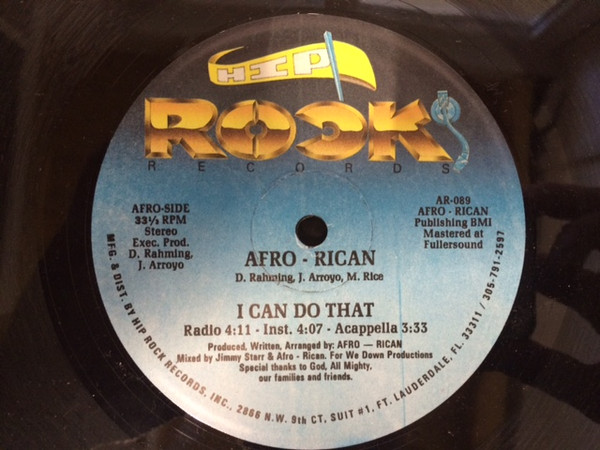 HIP
ROCK
RECORDS
AFRO-SIDE
33⅓ RPM
Stereo
Exec. Prod.
D. Rahming,
J. Arroyo
AR-089
AFRO - RICAN
Publishing BMI
Mastered at
Fullersound
AFRO - RICAN
D. Rahming, J. Arroyo, M. Rice
I CAN DO THAT
Radio 4:11 - Inst. 4:07 - Acappella 3:33
Produced, Written, Arranged by: AFRO — RICAN
Mixed by Jimmy Starr & Afro - Rican. For We Down Productions
Special thanks to God, All Mighty,
our families and friends.
MFG. & DIST. BY HIP ROCK RECORDS, INC., 2866 N.W. 9th CT, SUIT #1, FT. LAUDERDALE, FL. 33311 / 305-791-2597